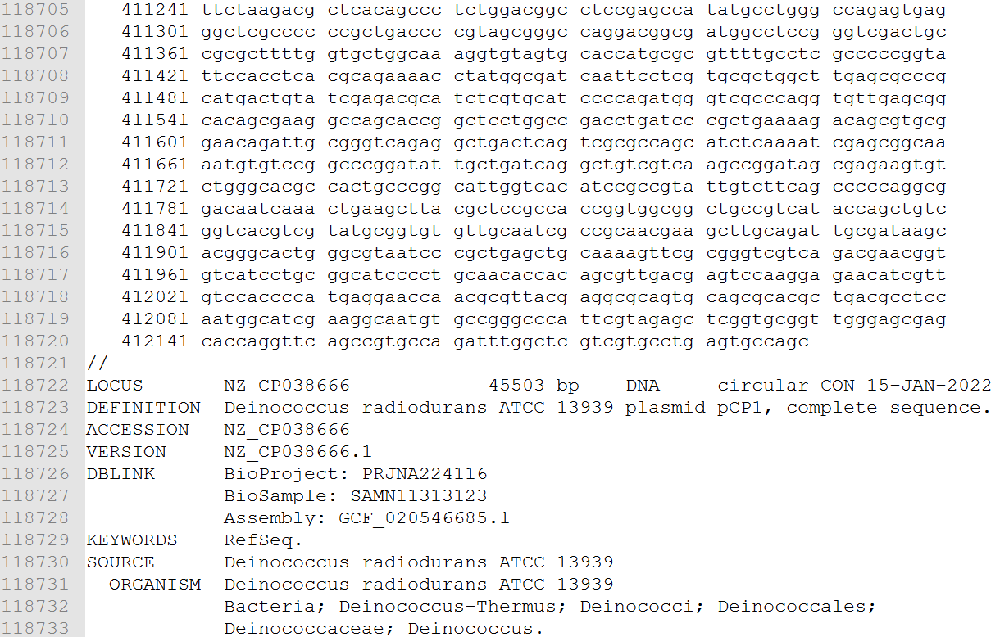 118705 411241 ttctaagacg ctcacagccc tctggacggc ctccgagcca tatgcctggg ccagagtgag
118706 411301 ggctcgcccc ccgctgaccc cgtagcgggc caggacggcg atggcctccg gggtcgactgc
118707 411361 cgcgcttttg gtgctggcaa aggtgtagtg caccatgcgc gttttgcctc gcccccggta
118708 411421 ttccacctca cgcagaaaac ctatggcgat caattcctcg tgcgctggct tgagcgcccg
118709 411481 catgactgta tcgagacgca tctcgtgcat ccccagatgg gtcgcccagg tgttgagcgg
118710 411541 cacagcgaag gccagcaccg gctcctggcc gacctgatcc cgctgaaaag acagcgtgcg
118711 411601 gaacagattg cgggtcagag gctgactcag tcgcgccagc atctcaaaat cgagcggcaa
118712 411661 aatgtgtccg gcccggatat tgctgatcag gctgtcgtca agccggatag cgagaagtgt
118713 411721 ctgggcacgc cactgcccgg cattggtcac atccgccgta ttgtcttcag cccccaggcg
118714 411781 gacaatcaaa ctgaagctta cgctccgcca ccggtggcgg ctgccgtcat accagctgtc
118715 411841 ggtcacgtcg tatgcggtgt gttgcaatcg ccgcaacgaa gcttgcagat tgcgataagc
118716 411901 acgggcactg ggcgtaatcc cgctgagctg caaaagttcg cgggtcgtca gacgaacggt
118717 411961 gtcatcctgc ggcatcccct gcaacaccac agcgttgacg agtccaagga gaacatcgtt
118718 412021 gtccacccca tgaggaacca acgcgttacg aggcgcagtg cagcgcacgc tgacgcctcc
118719 412081 aatggcatcg aaggcaatgt gccgggccca ttcgtagagc tcggtgcggt tgggagcgag
118720 412141 caccaggttc agccgtgcca gatttggctc gtcgtgcctg agtgccagc
118721 //
118722 LOCUS NZ_CP038666 45503 bp DNA circular CON 15-JAN-2022
118723 DEFINITION Deinococcus radiodurans ATCC 13939 plasmid pCP1, complete sequence.
118724 ACCESSION NZ_CP038666
118725 VERSION NZ_CP038666.1
118726 DBLINK BioProject: PRJNA224116
118727 BioSample: SAMN11313123
118728 Assembly: GCF_020546685.1
118729 KEYWORDS RefSeq.
118730 SOURCE Deinococcus radiodurans ATCC 13939
118731 ORGANISM Deinococcus radiodurans ATCC 13939
118732 Bacteria; Deinococcus-Thermus; Deinococci; Deinococcales;
118733 Deinococcaceae; Deinococcus.